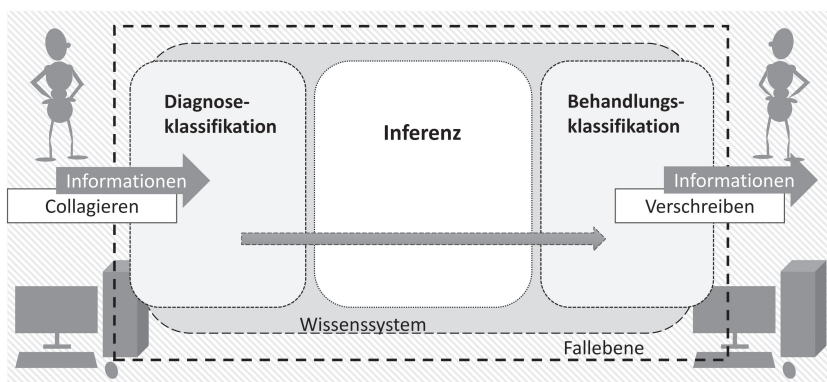 Diagnose-
klassifikation
Inferenz
Behandlungs-
klassifikation
Informationen
Collagieren
Informationen
Verschreiben
Wissenssystem
Fallebene